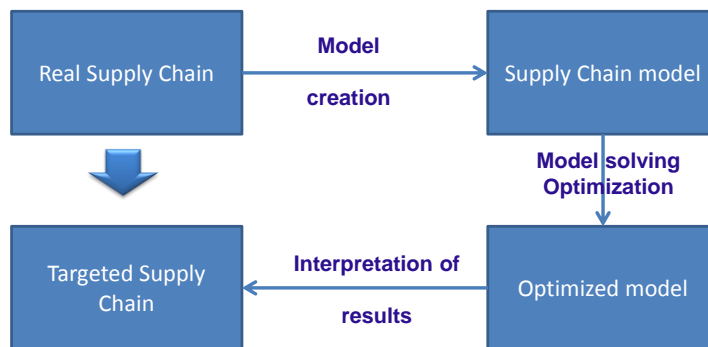 Real Supply Chain
Model
creation
Supply Chain model
Model solving
Optimization
Targeted Supply
Chain
Interpretation of
results
Optimized model